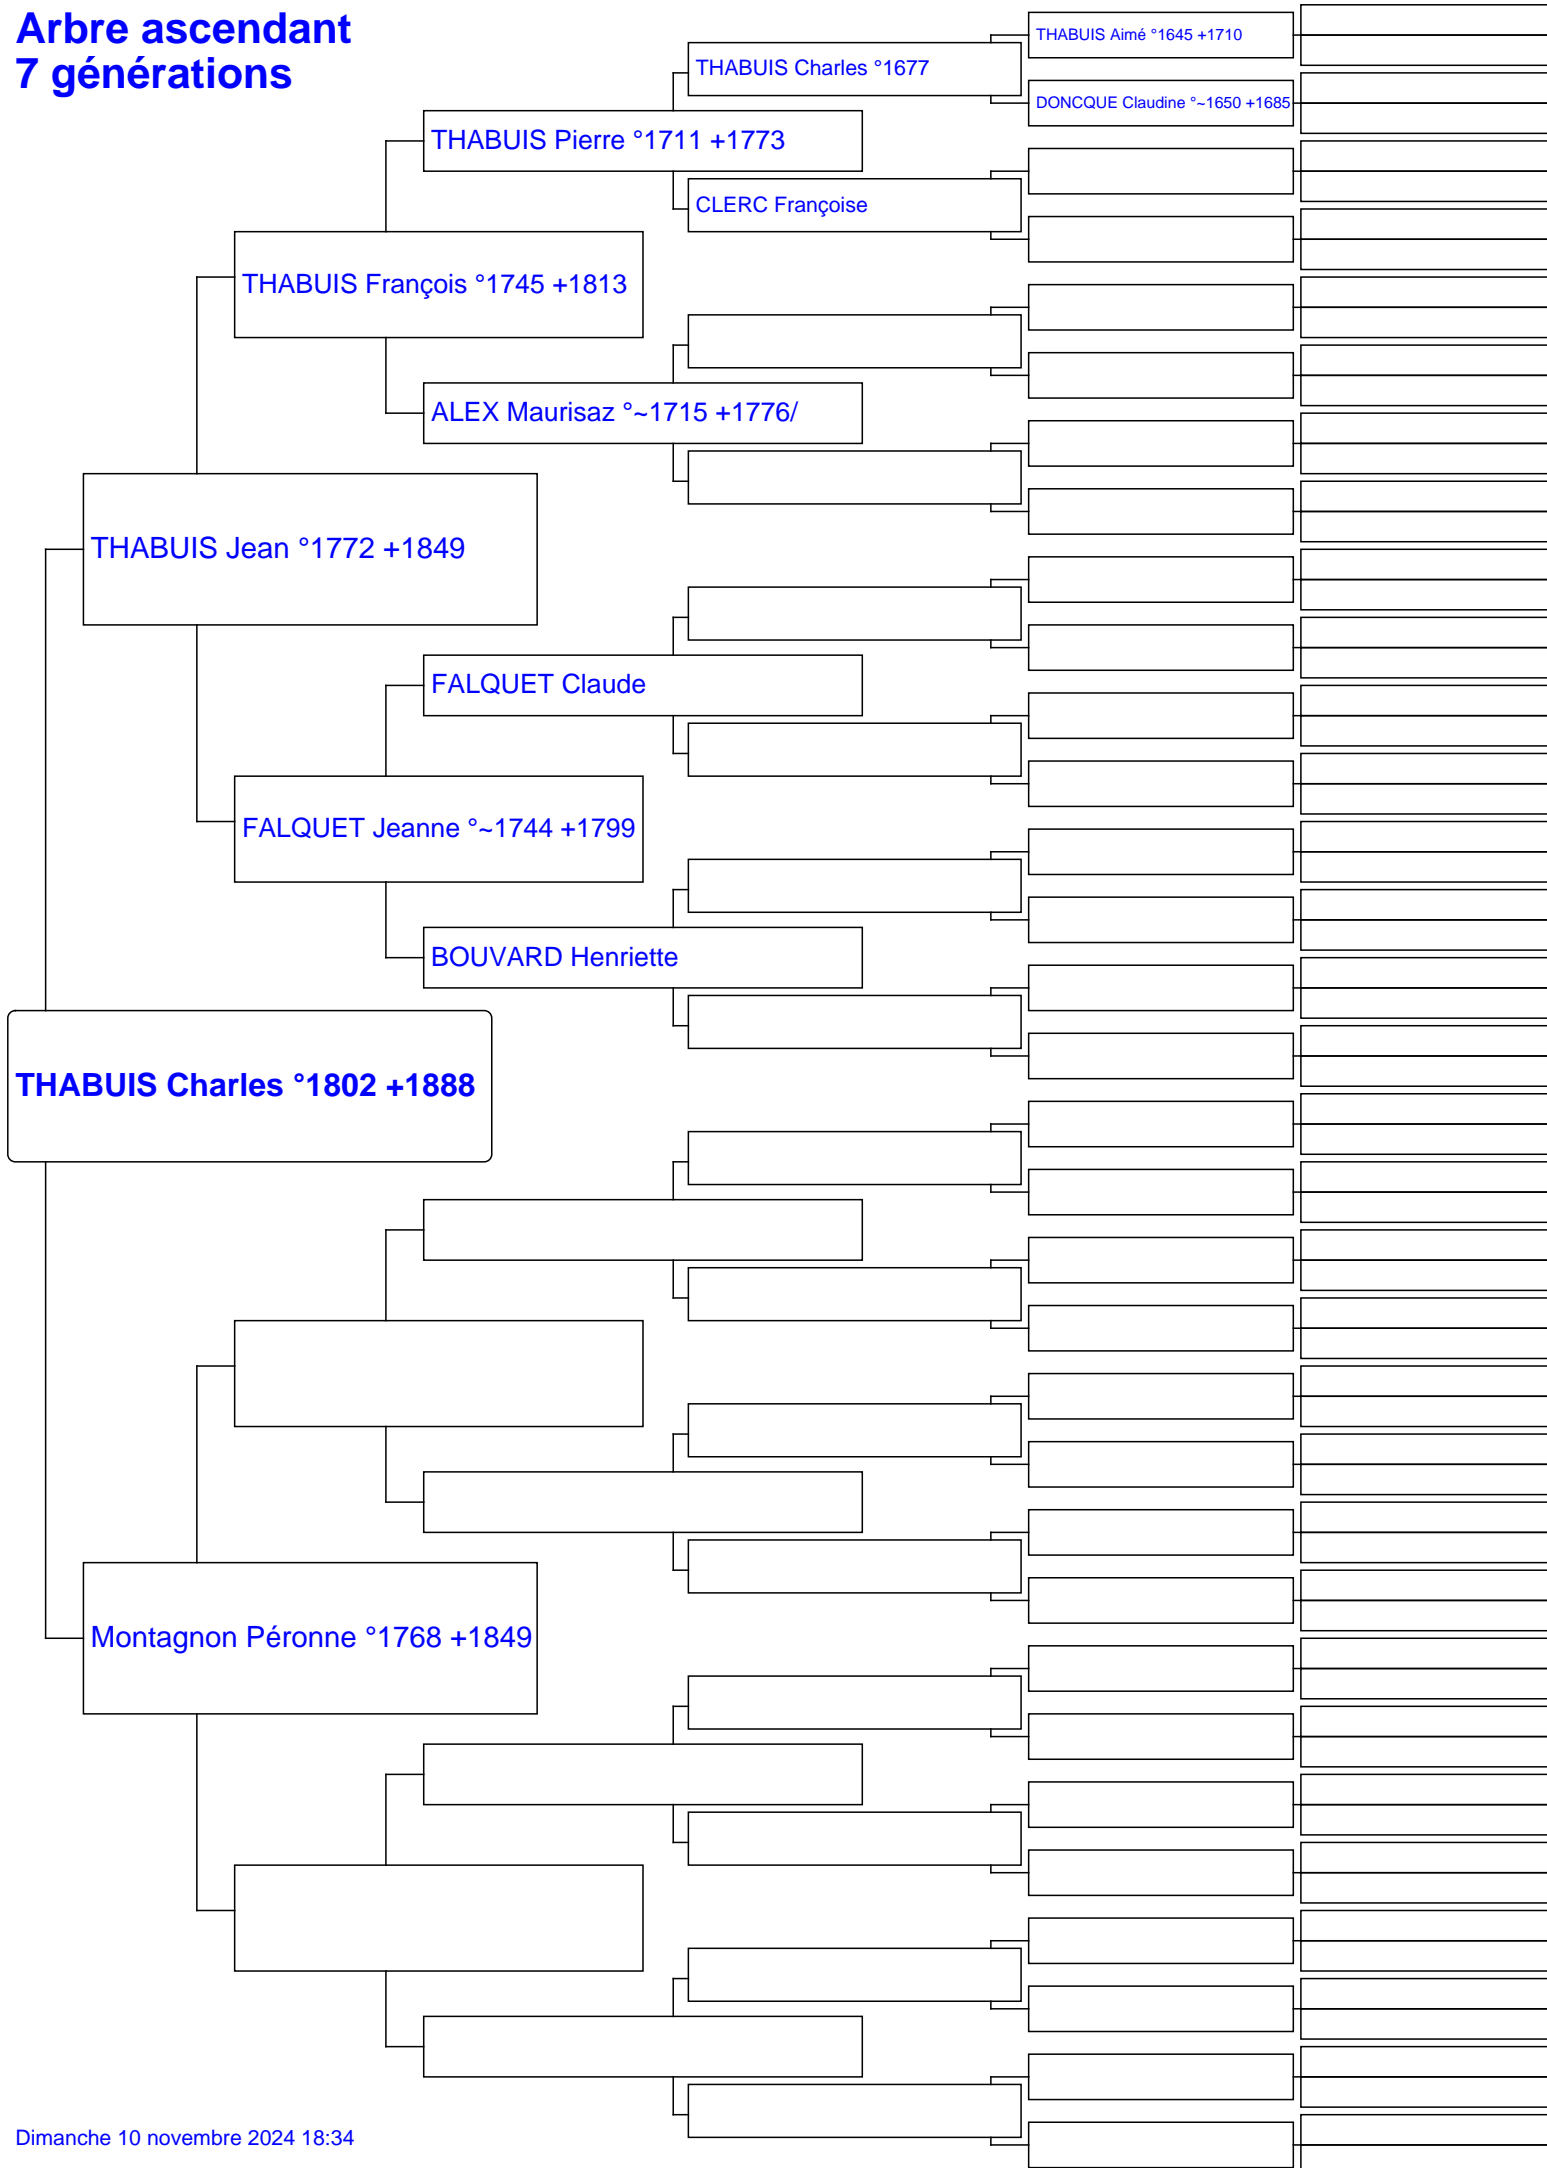 Arbre ascendant
7 générations
THABUIS Aimé °1645 +1710
THABUIS Charles °1677
DONCQUE Claudine °~1650 +1685
THABUIS Pierre °1711 +1773
CLERC Françoise
THABUIS François °1745 +1813
ALEX Maurisaz °~1715 +1776/
THABUIS Jean °1772 +1849
FALQUET Claude
FALQUET Jeanne °~1744 +1799
BOUVARD Henriette
THABUIS Charles °1802 +1888
Montagnon Péronne °1768 +1849
Dimanche 10 novembre 2024 18:34